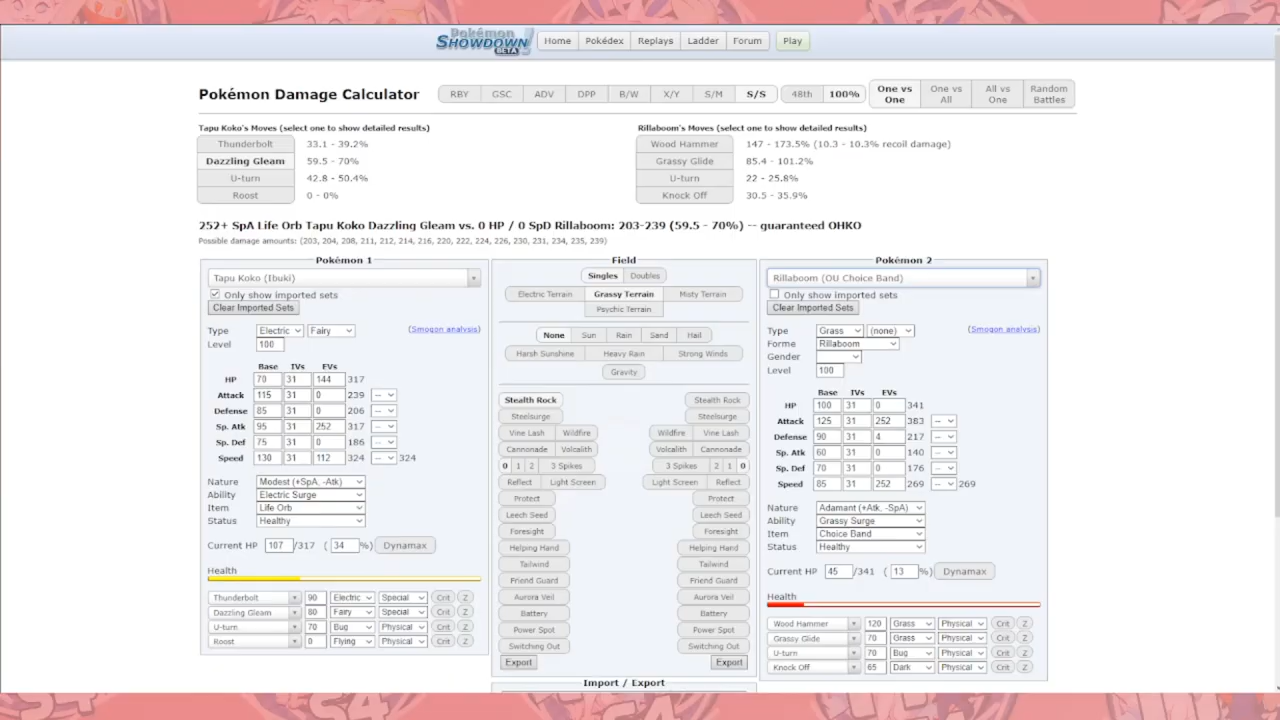 Pokémon
SHOWDOWN!
BETA
Home Pokédex Replays Ladder Forum Play
Pokémon Damage Calculator
RBY GSC ADV DPP B/W X/Y S/M S/S 48th 100%
One vs One
One vs All
All vs One
Random Battles
Tapu Koko's Moves (select one to show detailed results)
Thunderbolt 33.1 - 39.2%
Dazzling Gleam 59.5 - 70%
U-turn 42.8 - 50.4%
Roost 0 - 0%
Rillaboom's Moves (select one to show detailed results)
Wood Hammer 147 - 173.5% (10.3 - 10.3% recoil damage)
Grassy Glide 85.4 - 101.2%
U-turn 22 - 25.8%
Knock Off 30.5 - 35.9%
252+ SpA Life Orb Tapu Koko Dazzling Gleam vs. 0 HP / 0 SpD Rillaboom: 203-239 (59.5 - 70%) -- guaranteed OHKO
Possible damage amounts: (203, 204, 208, 211, 212, 214, 216, 220, 222, 224, 226, 230, 231, 234, 235, 239)
Pokémon 1
Tapu Koko (Ibuki)
Only show imported sets
Clear Imported Sets
Type Electric Fairy (Smogon analysis)
Level 100
Base IVs EVs
HP 70 31 144 317
Attack 115 31 0 239 --
Defense 85 31 0 206 --
Sp. Atk 95 31 252 317 --
Sp. Def 75 31 0 186 --
Speed 130 31 112 324 -- 324
Nature Modest (+SpA, -Atk)
Ability Electric Surge
Item Life Orb
Status Healthy
Current HP 107 /317 ( 34 %) Dynamax
Health
Thunderbolt 90 Electric Special Crit Z
Dazzling Gleam 80 Fairy Special Crit Z
U-turn 70 Bug Physical Crit Z
Roost 0 Flying Physical Crit Z
Field
Singles Doubles
Electric Terrain Grassy Terrain Misty Terrain
Psychic Terrain
None Sun Rain Sand Hail
Harsh Sunshine Heavy Rain Strong Winds
Gravity
Stealth Rock Stealth Rock
Steelsurge Steelsurge
Vine Lash Wildfire Wildfire Vine Lash
Cannonade Volcalith Volcalith Cannonade
0 1 2 3 Spikes 3 Spikes 2 1 0
Reflect Light Screen Light Screen Reflect
Protect Protect
Leech Seed Leech Seed
Foresight Foresight
Helping Hand Helping Hand
Tailwind Tailwind
Friend Guard Friend Guard
Aurora Veil Aurora Veil
Battery Battery
Power Spot Power Spot
Switching Out Switching Out
Export Export
Import / Export
Pokémon 2
Rillaboom (OU Choice Band)
Only show imported sets
Clear Imported Sets
Type Grass (none) (Smogon analysis)
Forme Rillaboom
Gender
Level 100
Base IVs EVs
HP 100 31 0 341
Attack 125 31 252 383 --
Defense 90 31 4 217 --
Sp. Atk 60 31 0 140 --
Sp. Def 70 31 0 176 --
Speed 85 31 252 269 -- 269
Nature Adamant (+Atk, -SpA)
Ability Grassy Surge
Item Choice Band
Status Healthy
Current HP 45 /341 ( 13 %) Dynamax
Health
Wood Hammer 120 Grass Physical Crit Z
Grassy Glide 70 Grass Physical Crit Z
U-turn 70 Bug Physical Crit Z
Knock Off 65 Dark Physical Crit Z